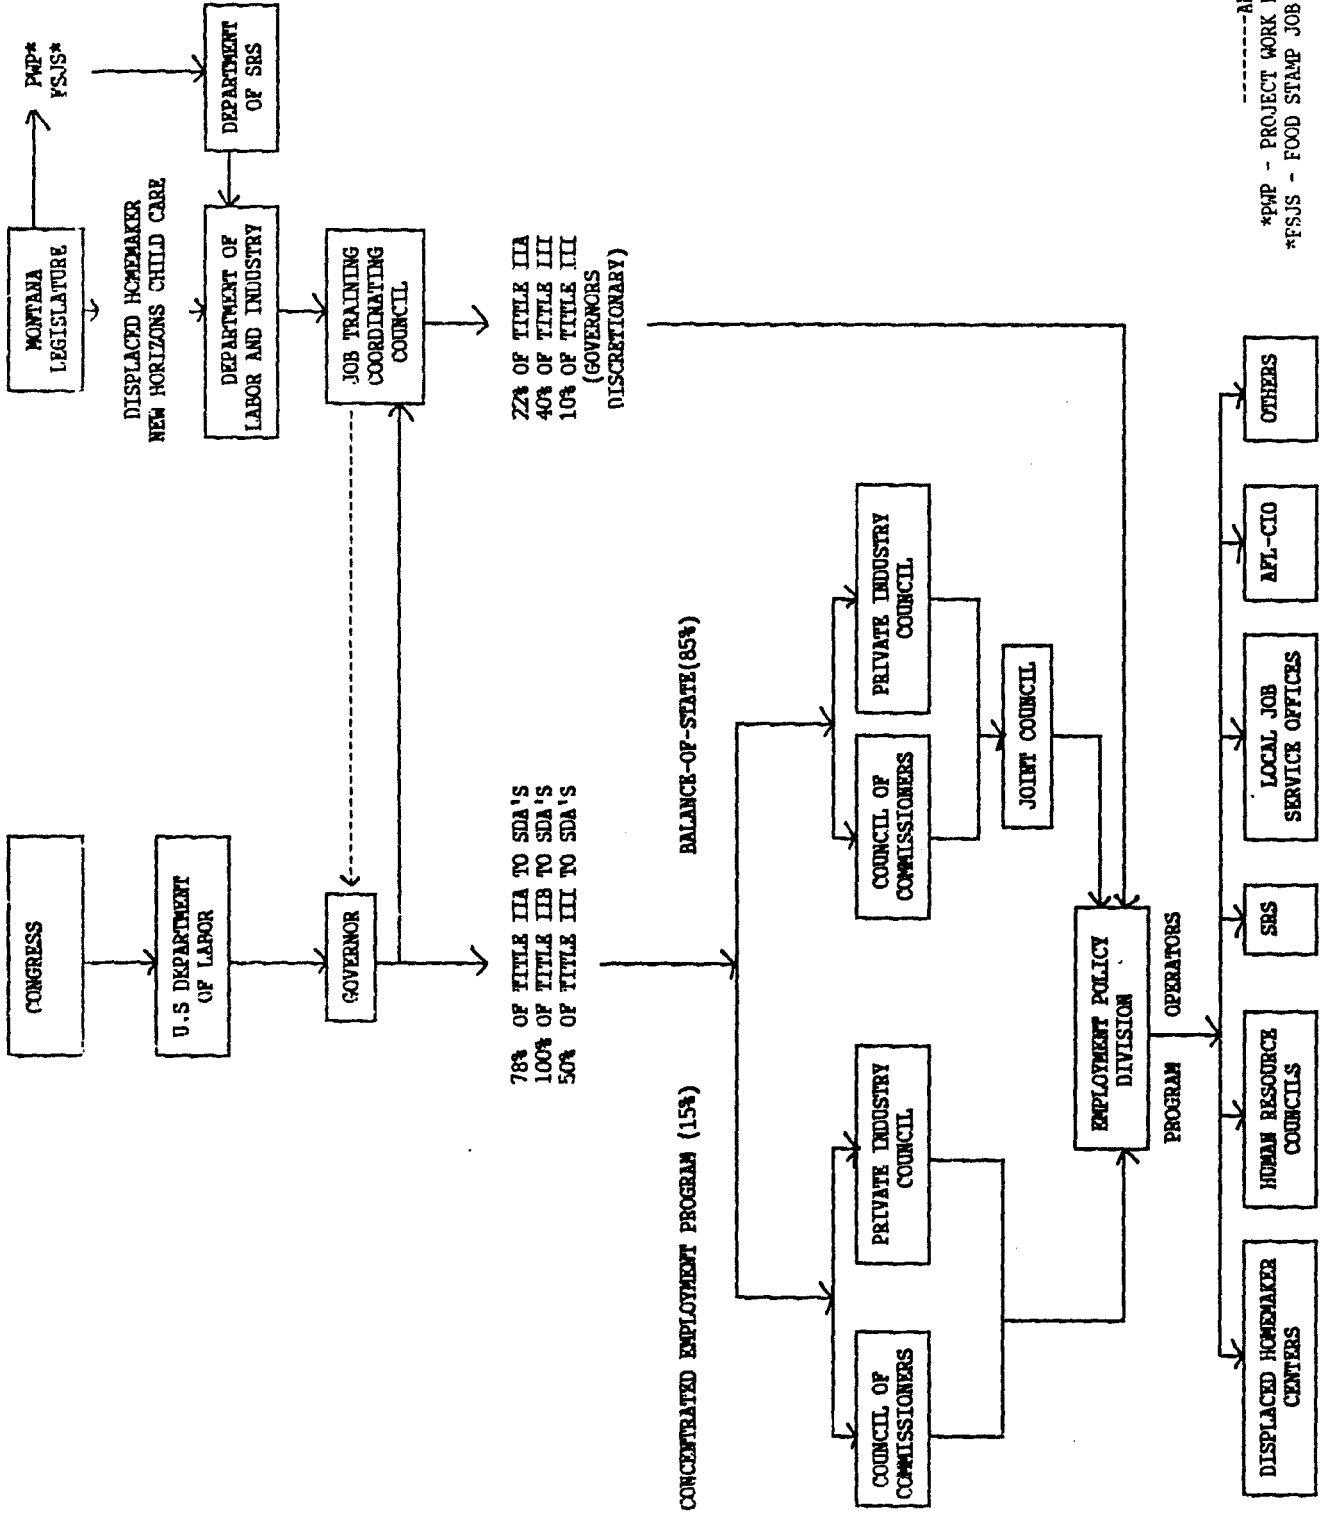 CONGRESS
U.S DEPARTMENT
OF LABOR
GOVERNOR
78% OF TITLE IIA TO SDA'S
100% OF TITLE IIB TO SDA'S
50% OF TITLE III TO SDA'S
MONTANA
LEGISLATURE
PWP*
FSJS*
DISPLACED HOMEMAKER
NEW HORIZONS CHILD CARE
DEPARTMENT
OF SRS
DEPARTMENT OF
LABOR AND INDUSTRY
JOB TRAINING
COORDINATING
COUNCIL
22% OF TITLE IIA
40% OF TITLE III
10% OF TITLE III
(GOVERNORS
DISCRETIONARY)
CONCENTRATED EMPLOYMENT PROGRAM (15%)
BALANCE-OF-STATE(85%)
COUNCIL OF
COMMISSIONERS
PRIVATE INDUSTRY
COUNCIL
COUNCIL OF
COMMISSIONERS
PRIVATE INDUSTRY
COUNCIL
JOINT COUNCIL
EMPLOYMENT POLICY
DIVISION
PROGRAM OPERATORS
DISPLACED HOMEMAKER
CENTERS
HUMAN RESOURCE
COUNCILS
SRS
LOCAL JOB
SERVICE OFFICES
AFL-CIO
OTHERS
*PWP - PROJECT WORK
*FSJS - FOOD STAMP JOB